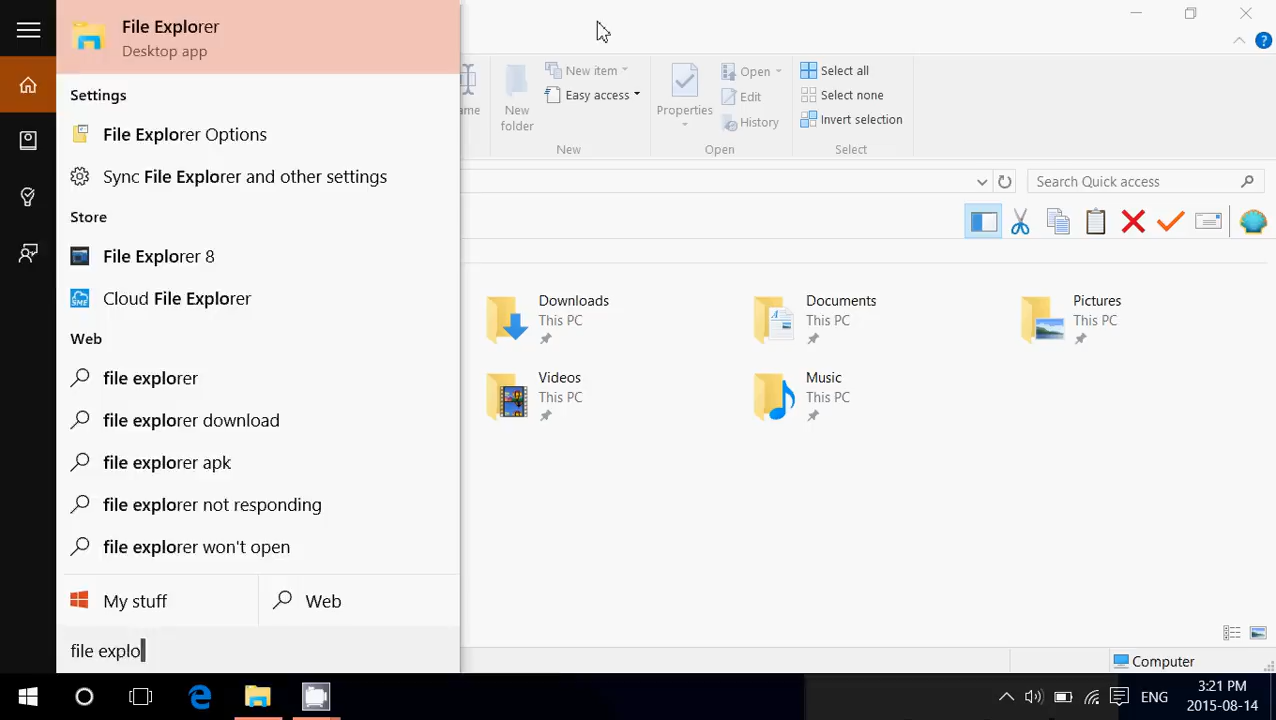 File Explorer
Desktop app
Settings
File Explorer Options
Sync File Explorer and other settings
Store
File Explorer 8
Cloud File Explorer
Web
file explorer
file explorer download
file explorer apk
file explorer not responding
file explorer won't open
My stuff
Web
file explo
New folder
New item
Easy access
New
Properties
Open
Edit
History
Open
Select all
Select none
Invert selection
Select
Search Quick access
Downloads
This PC
Documents
This PC
Pictures
This PC
Videos
This PC
Music
This PC
Computer
ENG
3:21 PM
2015-08-14